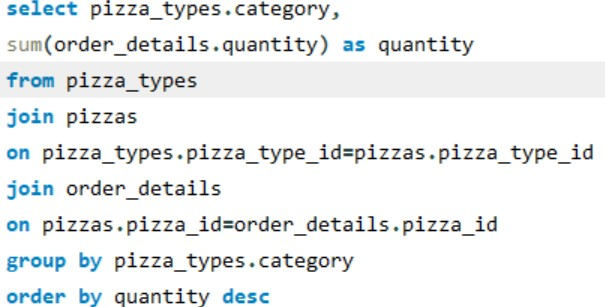 select pizza_types.category,
sum(order_details.quantity) as quantity
from pizza_types
join pizzas
on pizza_types.pizza_type_id=pizzas.pizza_type_id
join order_details
on pizzas.pizza_id=order_details.pizza_id
group by pizza_types.category
order by quantity desc